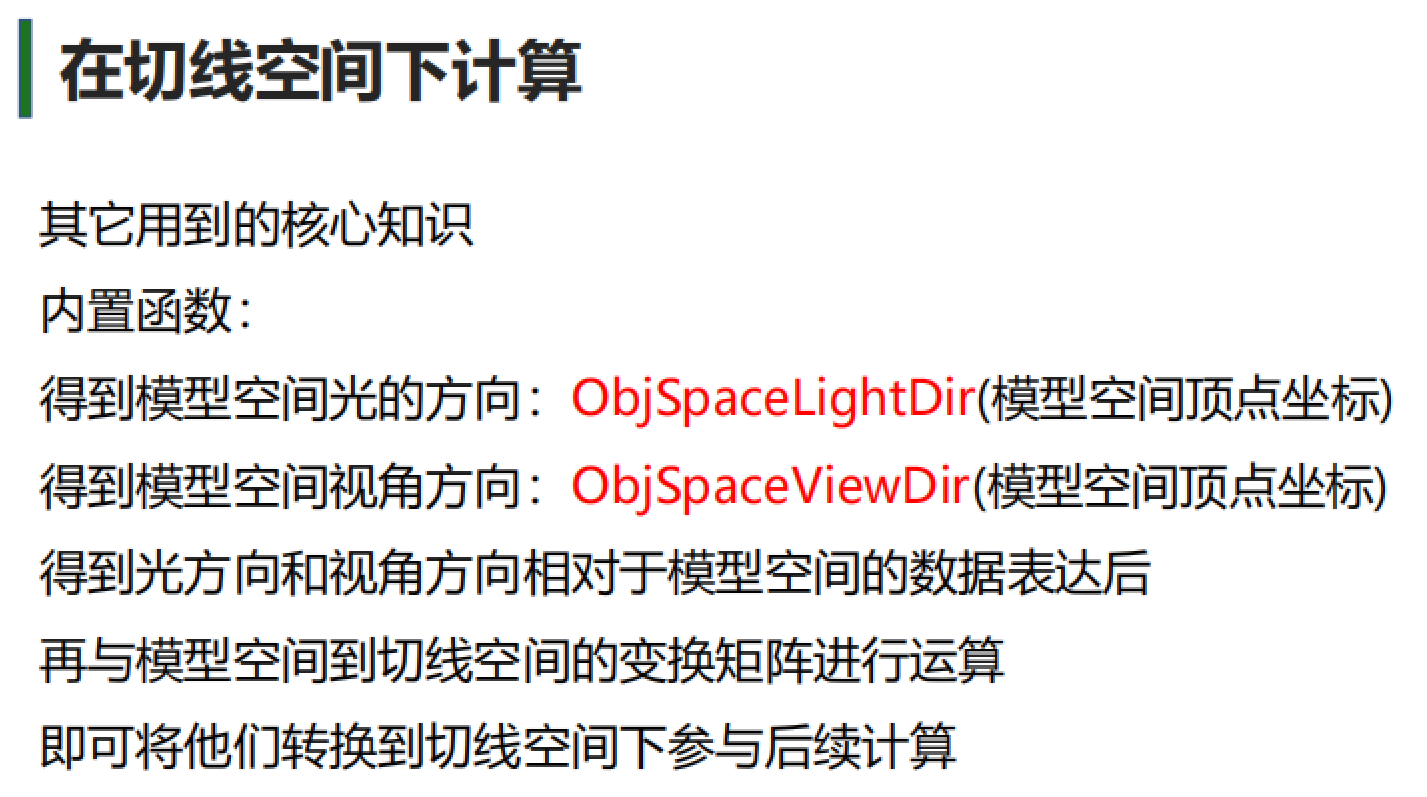 在切线空间下计算
其它用到的核心知识
内置函数：
得到模型空间光的方向：ObjSpaceLightDir(模型空间顶点坐标)
得到模型空间视角方向：ObjSpaceViewDir(模型空间顶点坐标)
得到光方向和视角方向相对于模型空间的数据表达后
再与模型空间到切线空间的变换矩阵进行运算
即可将他们转换到切线空间下参与后续计算